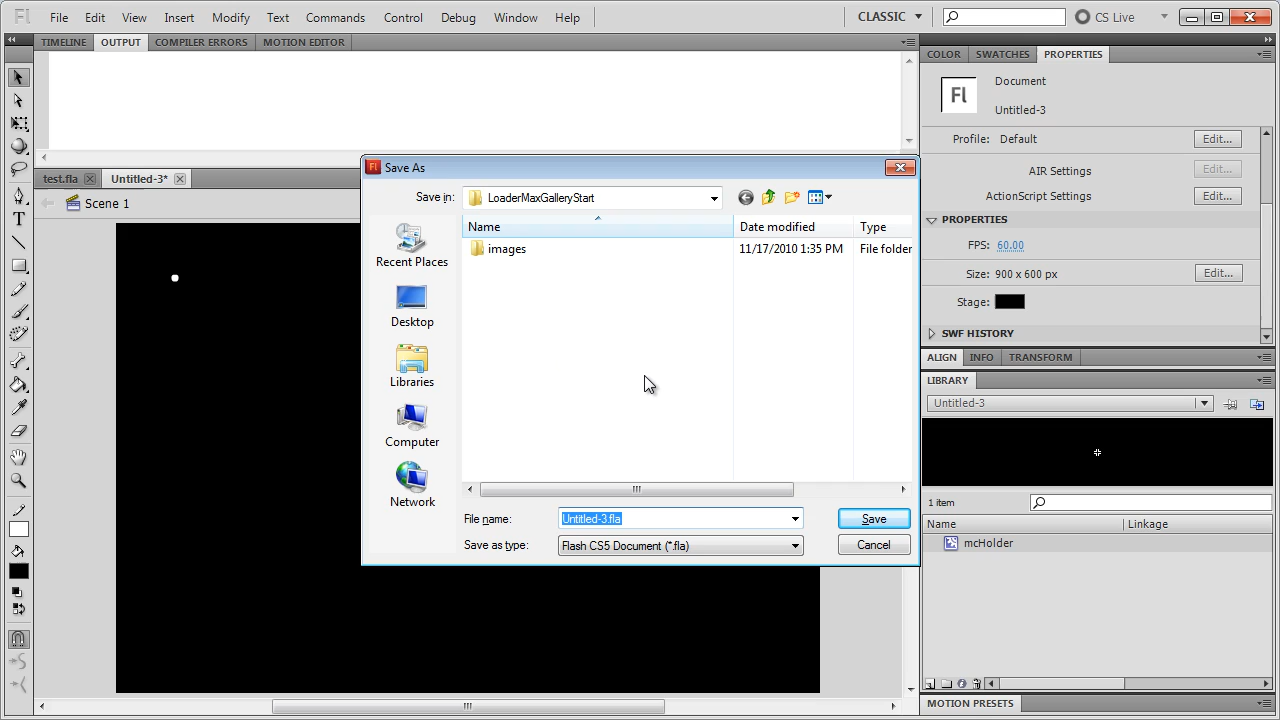 Fl File Edit View Insert Modify Text Commands Control Debug Window Help CLASSIC CS Live
TIMELINE OUTPUT COMPILER ERRORS MOTION EDITOR
COLOR SWATCHES PROPERTIES
Fl Document
Untitled-3
Profile: Default Edit...
AIR Settings Edit...
ActionScript Settings Edit...
PROPERTIES
FPS: 60.00
Size: 900 x 600 px Edit...
Stage:
SWF HISTORY
ALIGN INFO TRANSFORM
LIBRARY
Untitled-3
1 item
Name Linkage
mcHolder
MOTION PRESETS
test.fla Untitled-3*
Scene 1
T
Fl Save As
Save in: LoaderMaxGalleryStart
Name Date modified Type
images 11/17/2010 1:35 PM File folder
Recent Places
Desktop
Libraries
Computer
Network
File name: Untitled-3.fla Save
Save as type: Flash CS5 Document (*.fla) Cancel